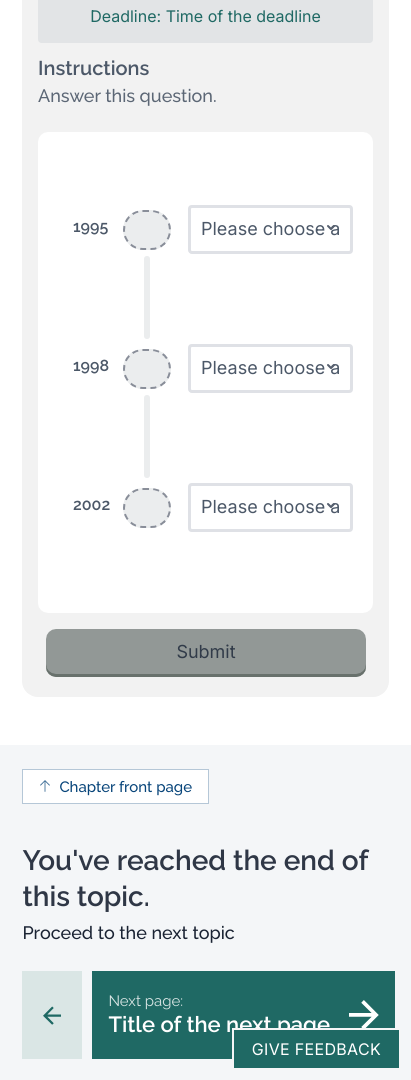 Deadline: Time of the deadline
Instructions
Answer this question.
1995
Please choose a
1998
Please choose a
2002
Please choose a
Submit
↑ Chapter front page
You've reached the end of
this topic.
Proceed to the next topic
Next page:
Title of the next page
GIVE FEEDBACK